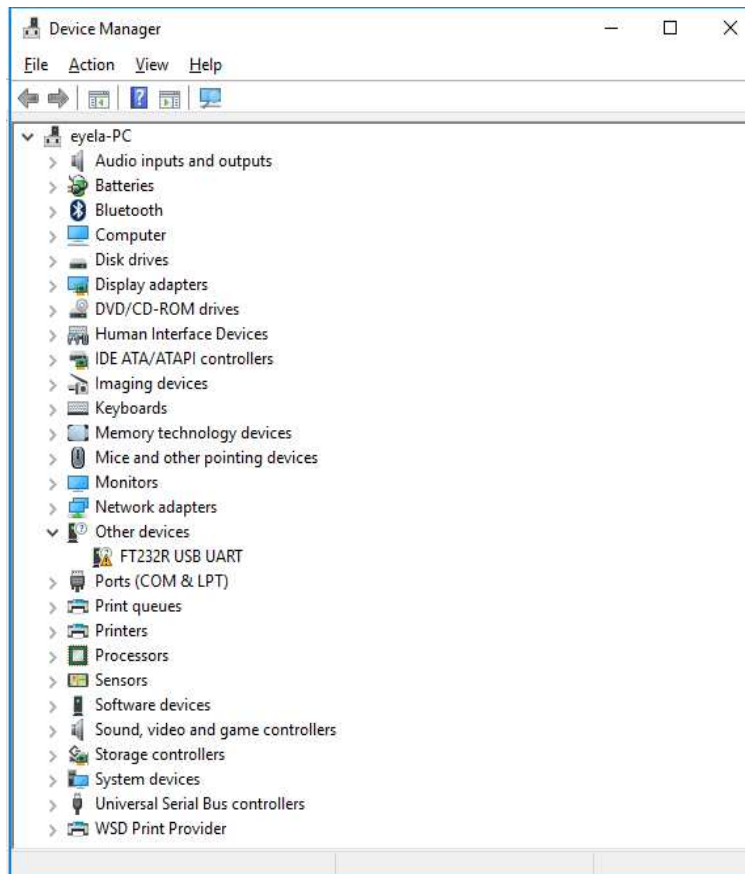 Device Manager
File Action View Help
eyela-PC
Audio inputs and outputs
Batteries
Bluetooth
Computer
Disk drives
Display adapters
DVD/CD-ROM drives
Human Interface Devices
IDE ATA/ATAPI controllers
Imaging devices
Keyboards
Memory technology devices
Mice and other pointing devices
Monitors
Network adapters
Other devices
FT232R USB UART
Ports (COM & LPT)
Print queues
Printers
Processors
Sensors
Software devices
Sound, video and game controllers
Storage controllers
System devices
Universal Serial Bus controllers
WSD Print Provider